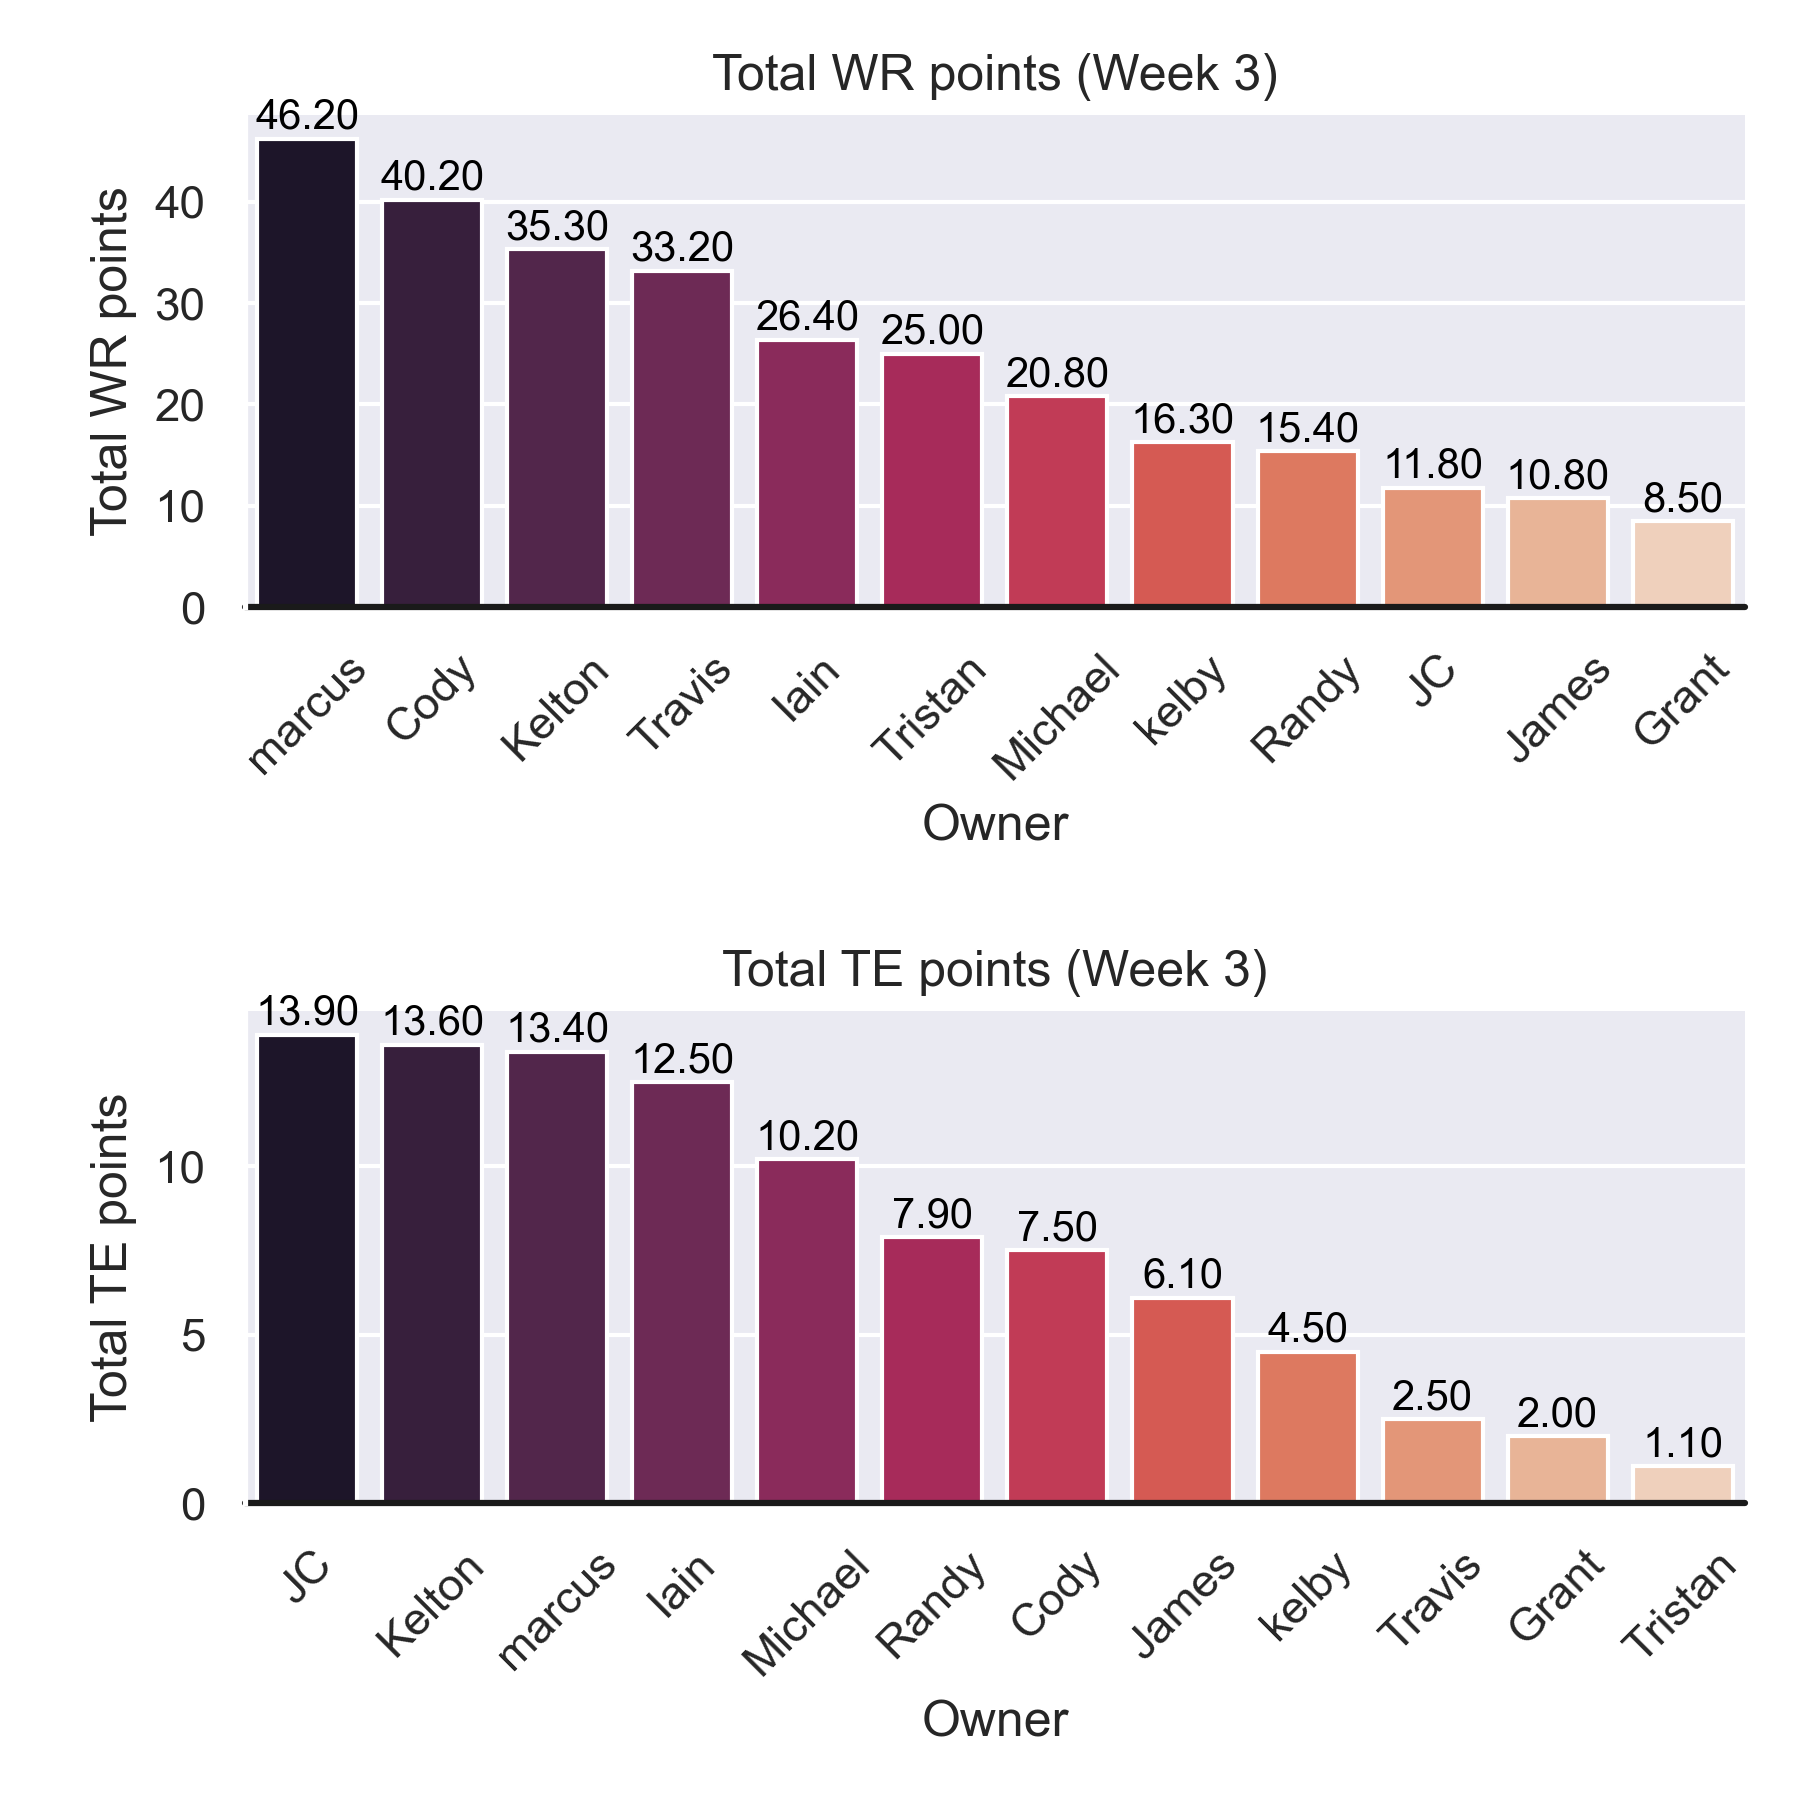 Total WR points (Week 3)
Total WR points
40
30
20
10
0
46.20
40.20
35.30
33.20
26.40
25.00
20.80
16.30
15.40
11.80
10.80
8.50
marcus
Cody
Kelton
Travis
Iain
Tristan
Michael
kelby
Randy
JC
James
Grant
Owner
Total TE points (Week 3)
Total TE points
10
5
0
13.90
13.60
13.40
12.50
10.20
7.90
7.50
6.10
4.50
2.50
2.00
1.10
JC
Kelton
marcus
Iain
Michael
Randy
Cody
James
kelby
Travis
Grant
Tristan
Owner